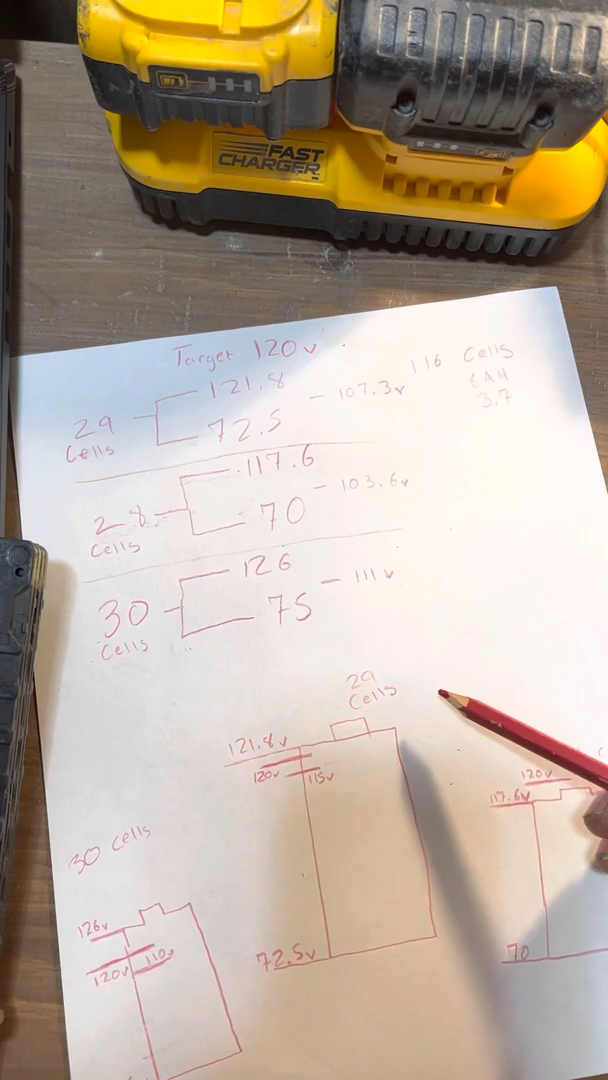 FAST
CHARGER
Target 120v
116 Cells
6AH
3.7
29
Cells
121.8
72.5
- 107.3v
28
Cells
117.6
70
- 103.6v
30
Cells
126
75
- 111v
29
Cells
121.8v
120v
115v
72.5v
30 cells
126v
120v
110v
120v
117.6v
70